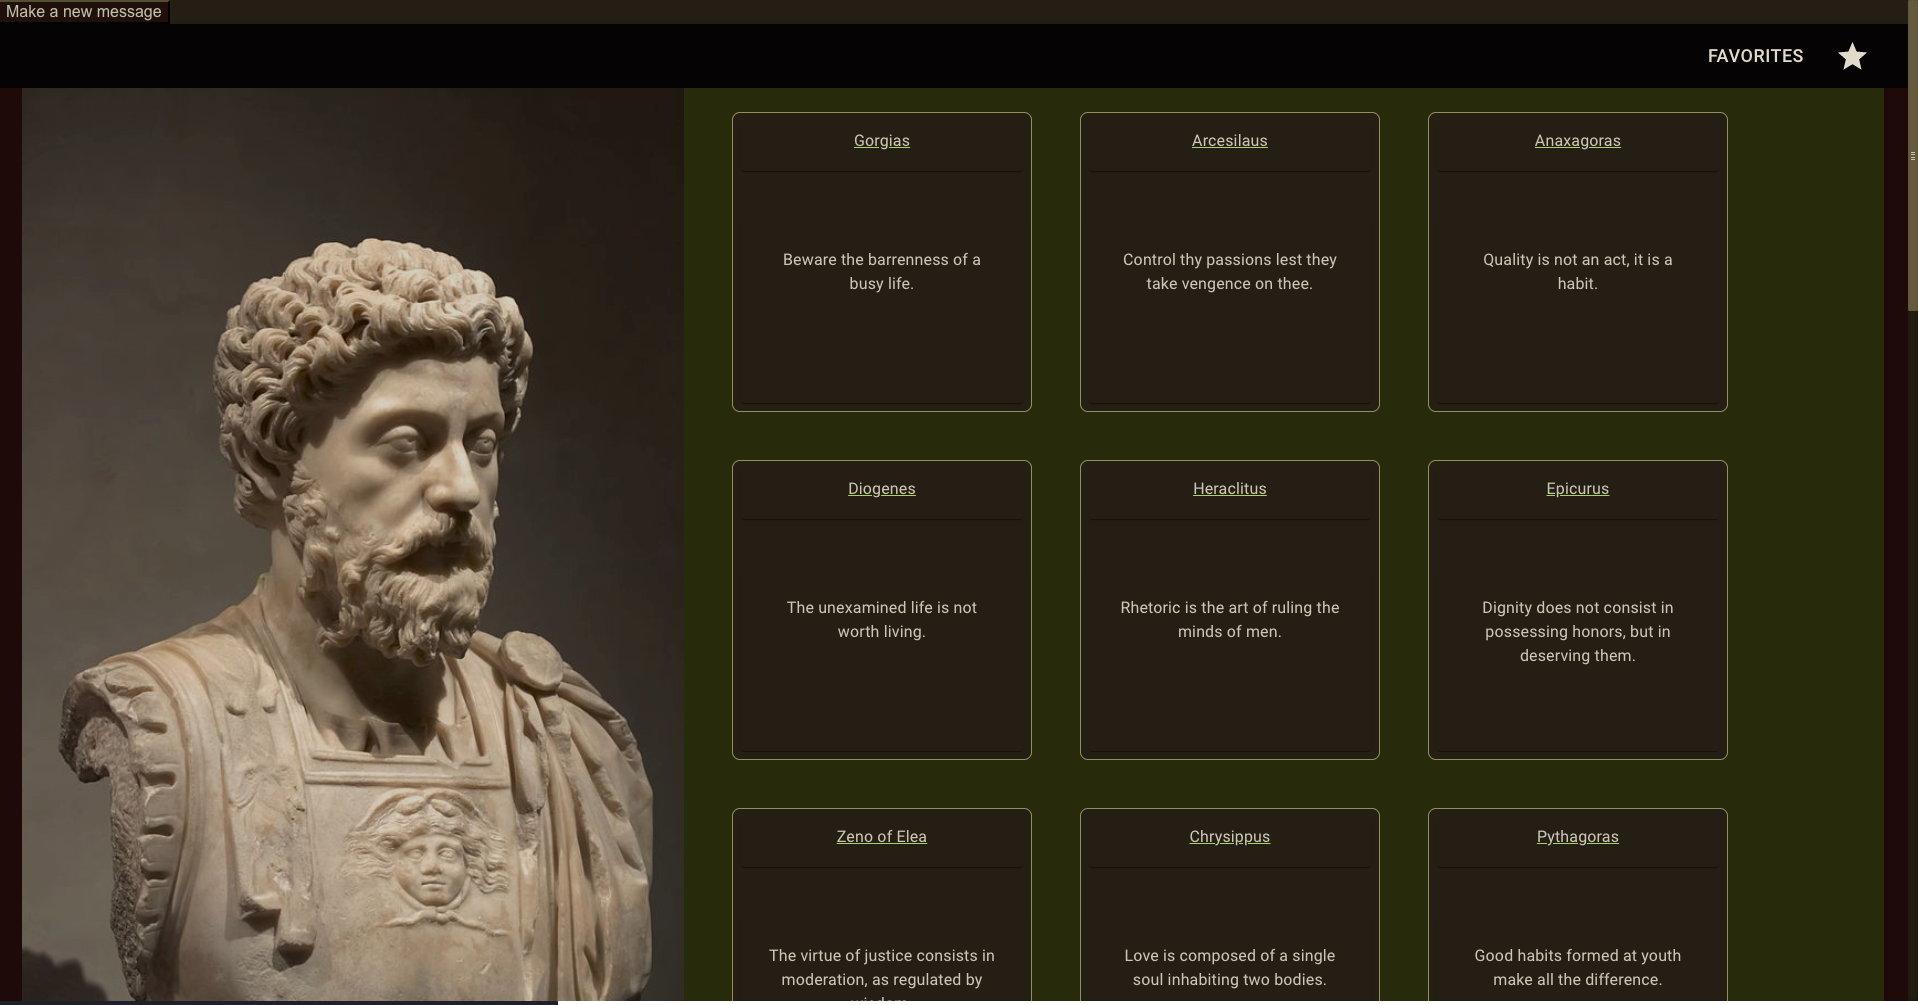 Make a new message
FAVORITES
Gorgias
Beware the barrenness of a
busy life.
Arcesilaus
Control thy passions lest they
take vengence on thee.
Anaxagoras
Quality is not an act, it is a
habit.
Diogenes
The unexamined life is not
worth living.
Heraclitus
Rhetoric is the art of ruling the
minds of men.
Epicurus
Dignity does not consist in
possessing honors, but in
deserving them.
Zeno of Elea
The virtue of justice consists in
moderation, as regulated by
Chrysippus
Love is composed of a single
soul inhabiting two bodies.
Pythagoras
Good habits formed at youth
make all the difference.